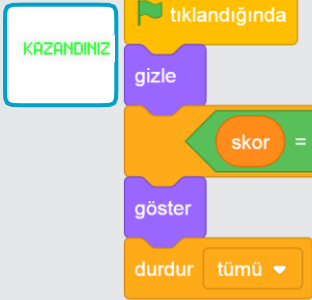 KAZANDINIZ
tıklandığında
gizle
skor =
göster
durdur tümü